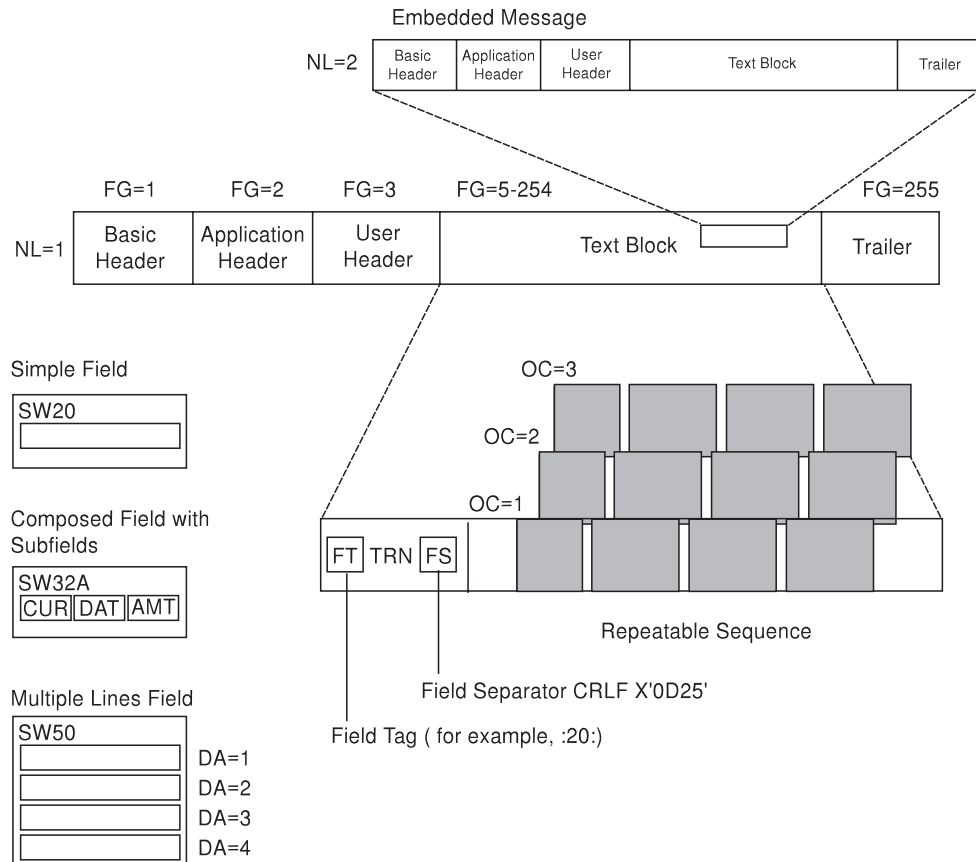 Embedded Message
NL=2
Basic Header
Application Header
User Header
Text Block
Trailer
FG=1 FG=2 FG=3 FG=5-254 FG=255
NL=1
Basic Header
Application Header
User Header
Text Block
Trailer
Simple Field
SW20
Composed Field with
Subfields
SW32A
CUR DAT AMT
Multiple Lines Field
SW50
DA=1
DA=2
DA=3
DA=4
OC=3
OC=2
OC=1
FT TRN FS
Repeatable Sequence
Field Separator CRLF X'0D25'
Field Tag ( for example, :20:)